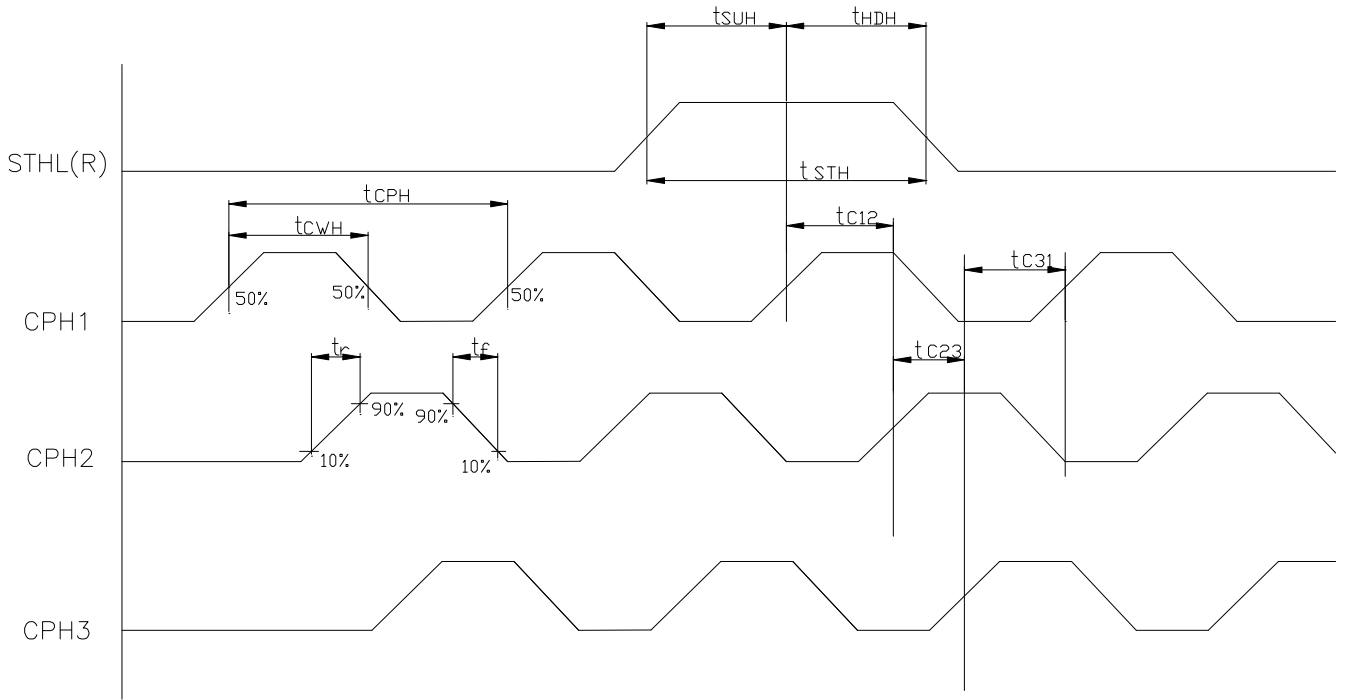 tSUH tHDH
STHL(R)
tSTH
tCPH
tCWH
tC12
tC31
50% 50% 50%
CPH1
tr tf
tC23
90% 90%
CPH2
10% 10%
CPH3